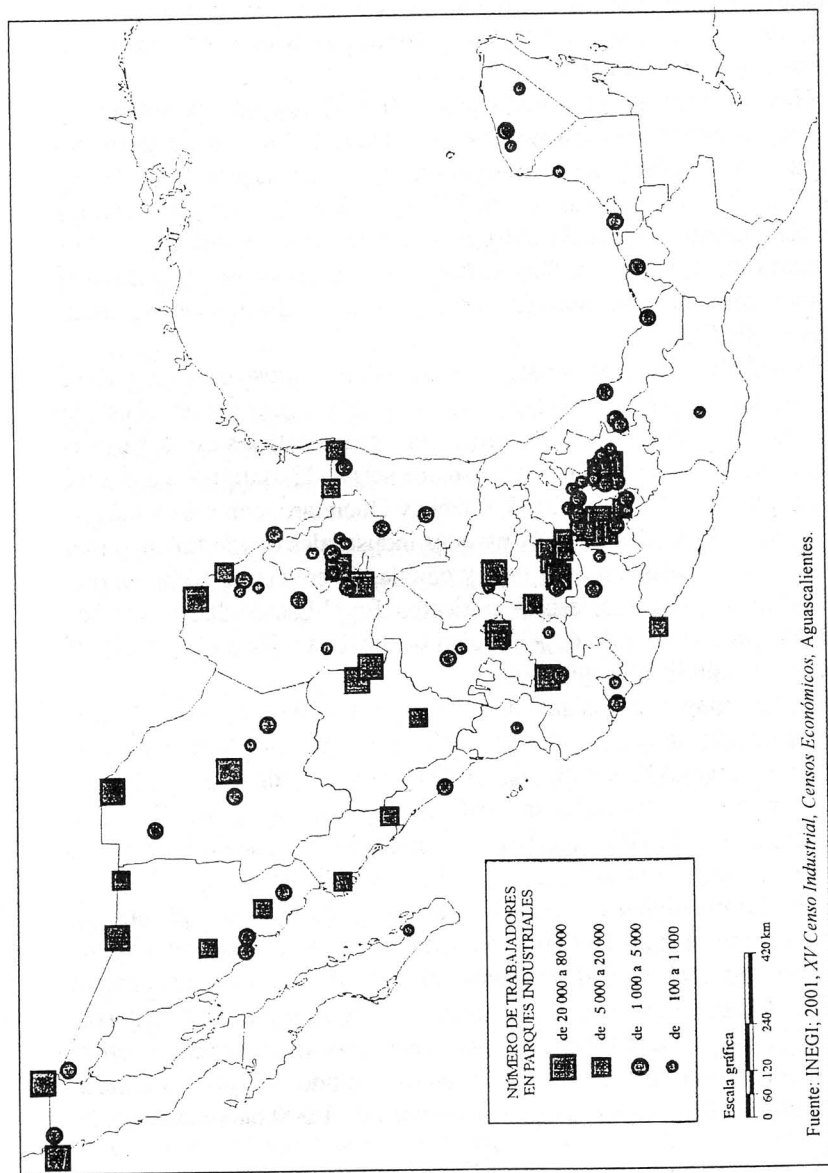 NÚMERO DE TRABAJADORES
EN PARQUES INDUSTRIALES
de 20 000 a 80 000
de 5 000 a 20 000
de 1 000 a 5 000
de 100 a 1 000
Escala gráfica
0 60 120 240 420 km
Fuente: INEGI; 2001, XV Censo Industrial, Censos Económicos, Aguascalientes.